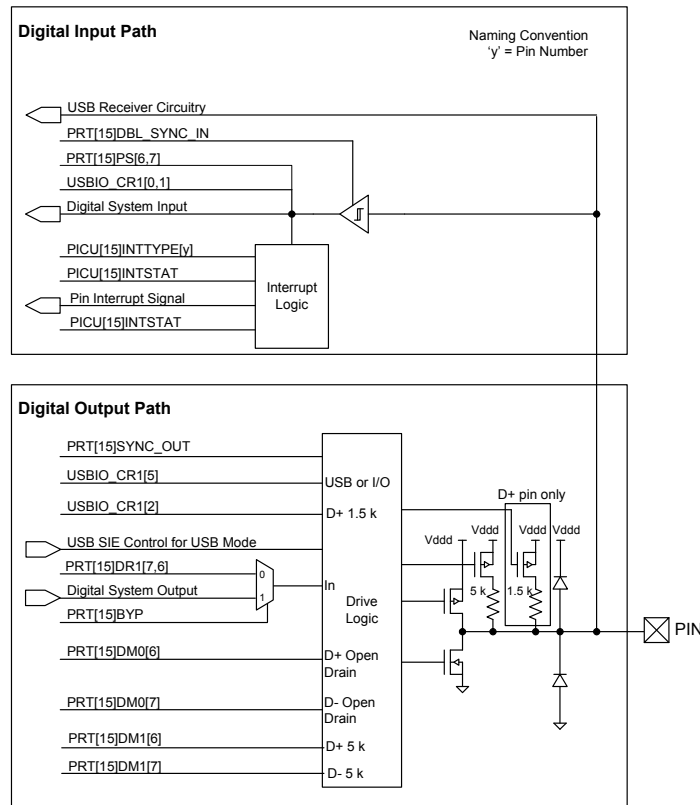 Digital Input Path
Naming Convention
'y' = Pin Number
USB Receiver Circuitry
PRT[15]DBL_SYNC_IN
PRT[15]PS[6,7]
USBIO_CR1[0,1]
Digital System Input
PICU[15]INTTYPE[y]
PICU[15]INTSTAT
Pin Interrupt Signal
PICU[15]INTSTAT
Interrupt
Logic
Digital Output Path
PRT[15]SYNC_OUT
USBIO_CR1[5]
USB or I/O
USBIO_CR1[2]
D+ 1.5 k
D+ pin only
Vddd
Vddd
Vddd
Vddd
USB SIE Control for USB Mode
PRT[15]DR1[7,6]
0
Digital System Output
1
PRT[15]BYP
In
Drive
Logic
5 k
1.5 k
PIN
PRT[15]DM0[6]
D+ Open
Drain
PRT[15]DM0[7]
D- Open
Drain
PRT[15]DM1[6]
D+ 5 k
PRT[15]DM1[7]
D- 5 k